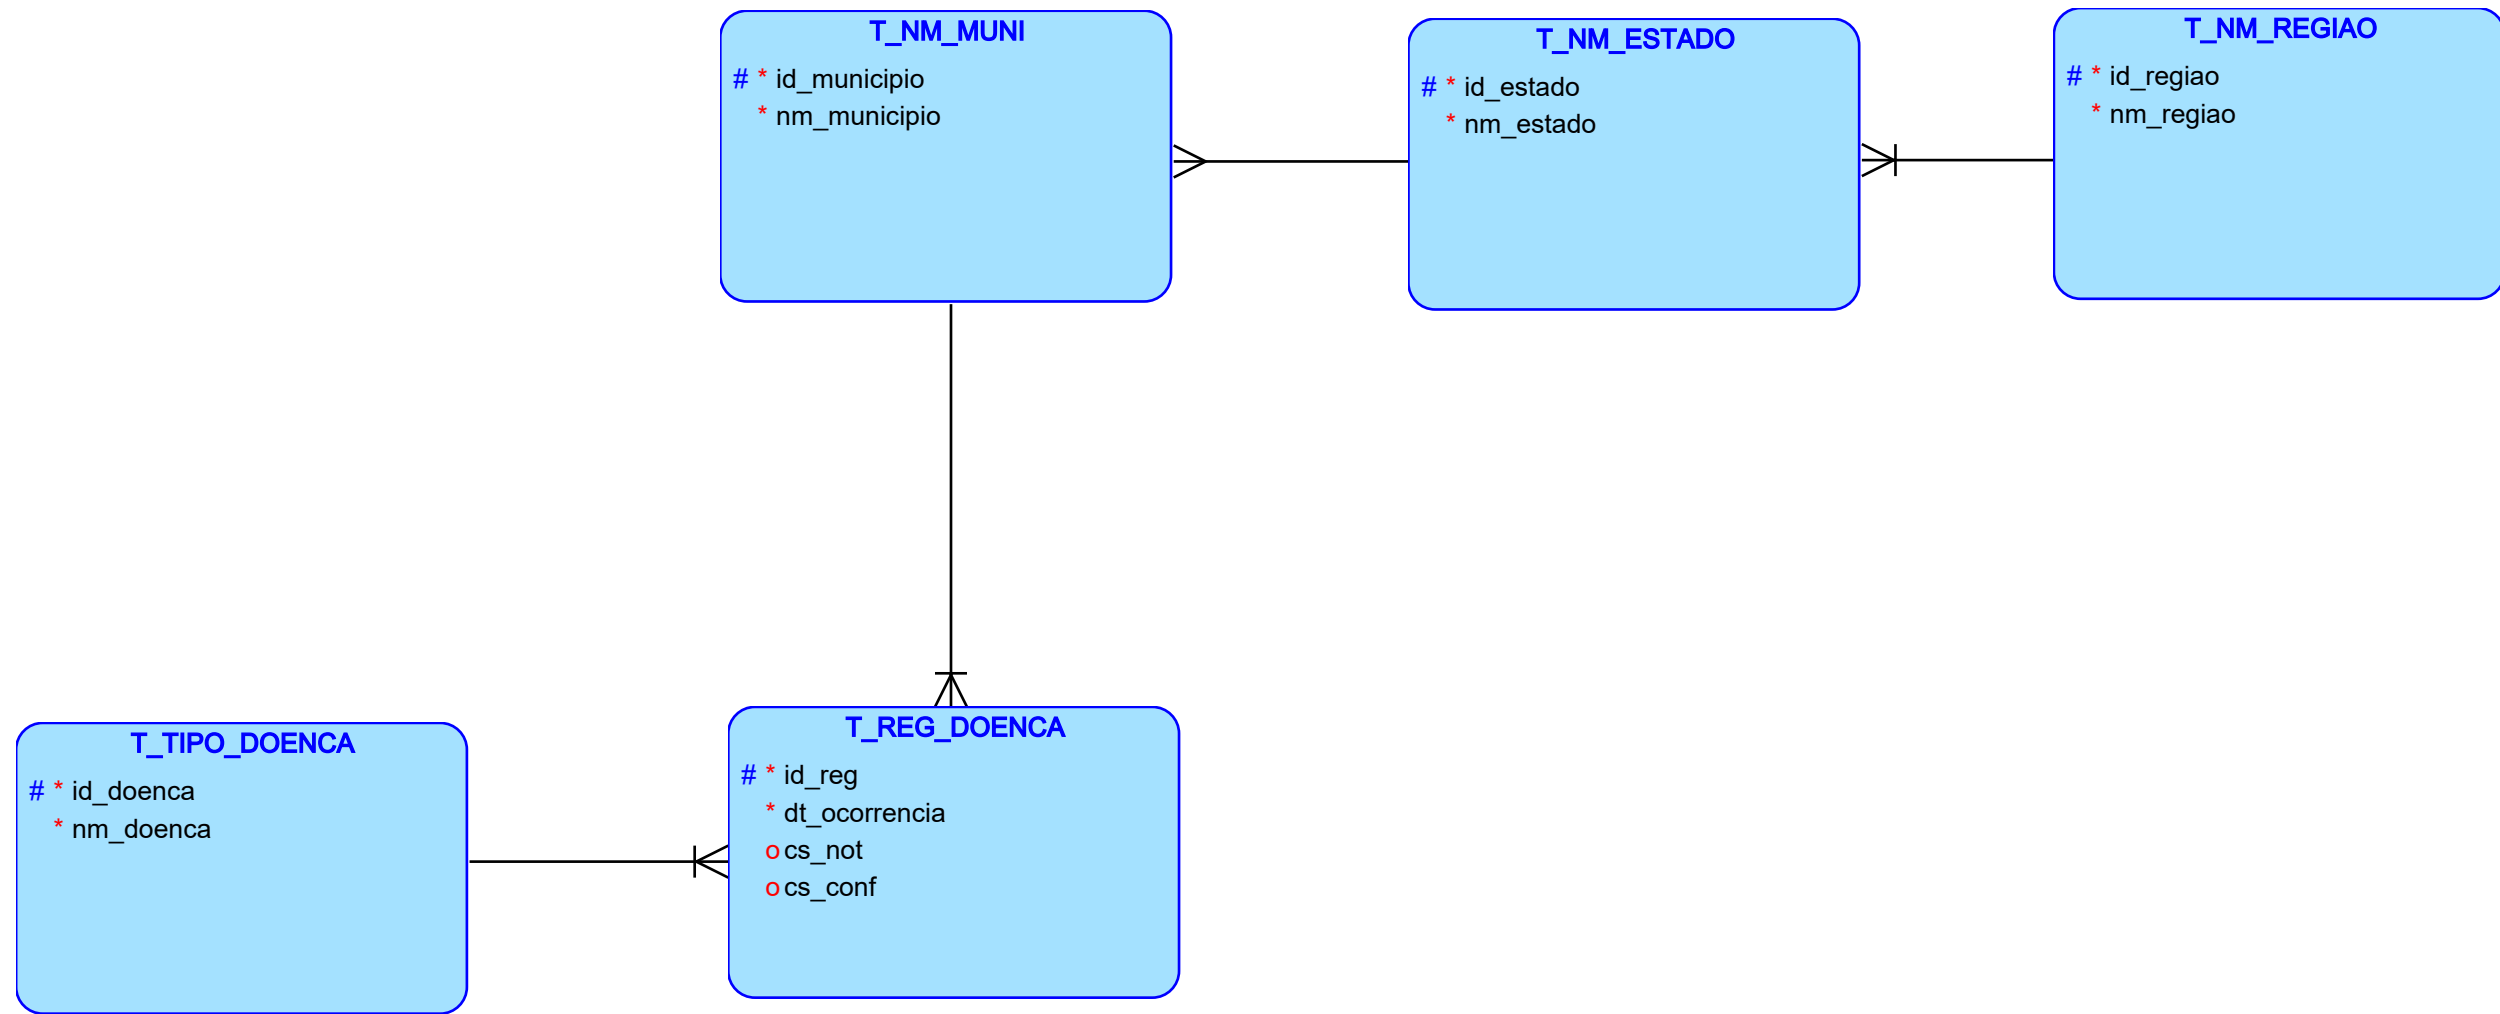 T_NM_MUNI
# * id_municipio
* nm_municipio
T_NM_ESTADO
# * id_estado
* nm_estado
T_NM_REGIAO
# * id_regiao
* nm_regiao
T_TIPO_DOENCA
# * id_doenca
* nm_doenca
T_REG_DOENCA
# * id_reg
* dt_ocorrencia
o cs_not
o cs_conf